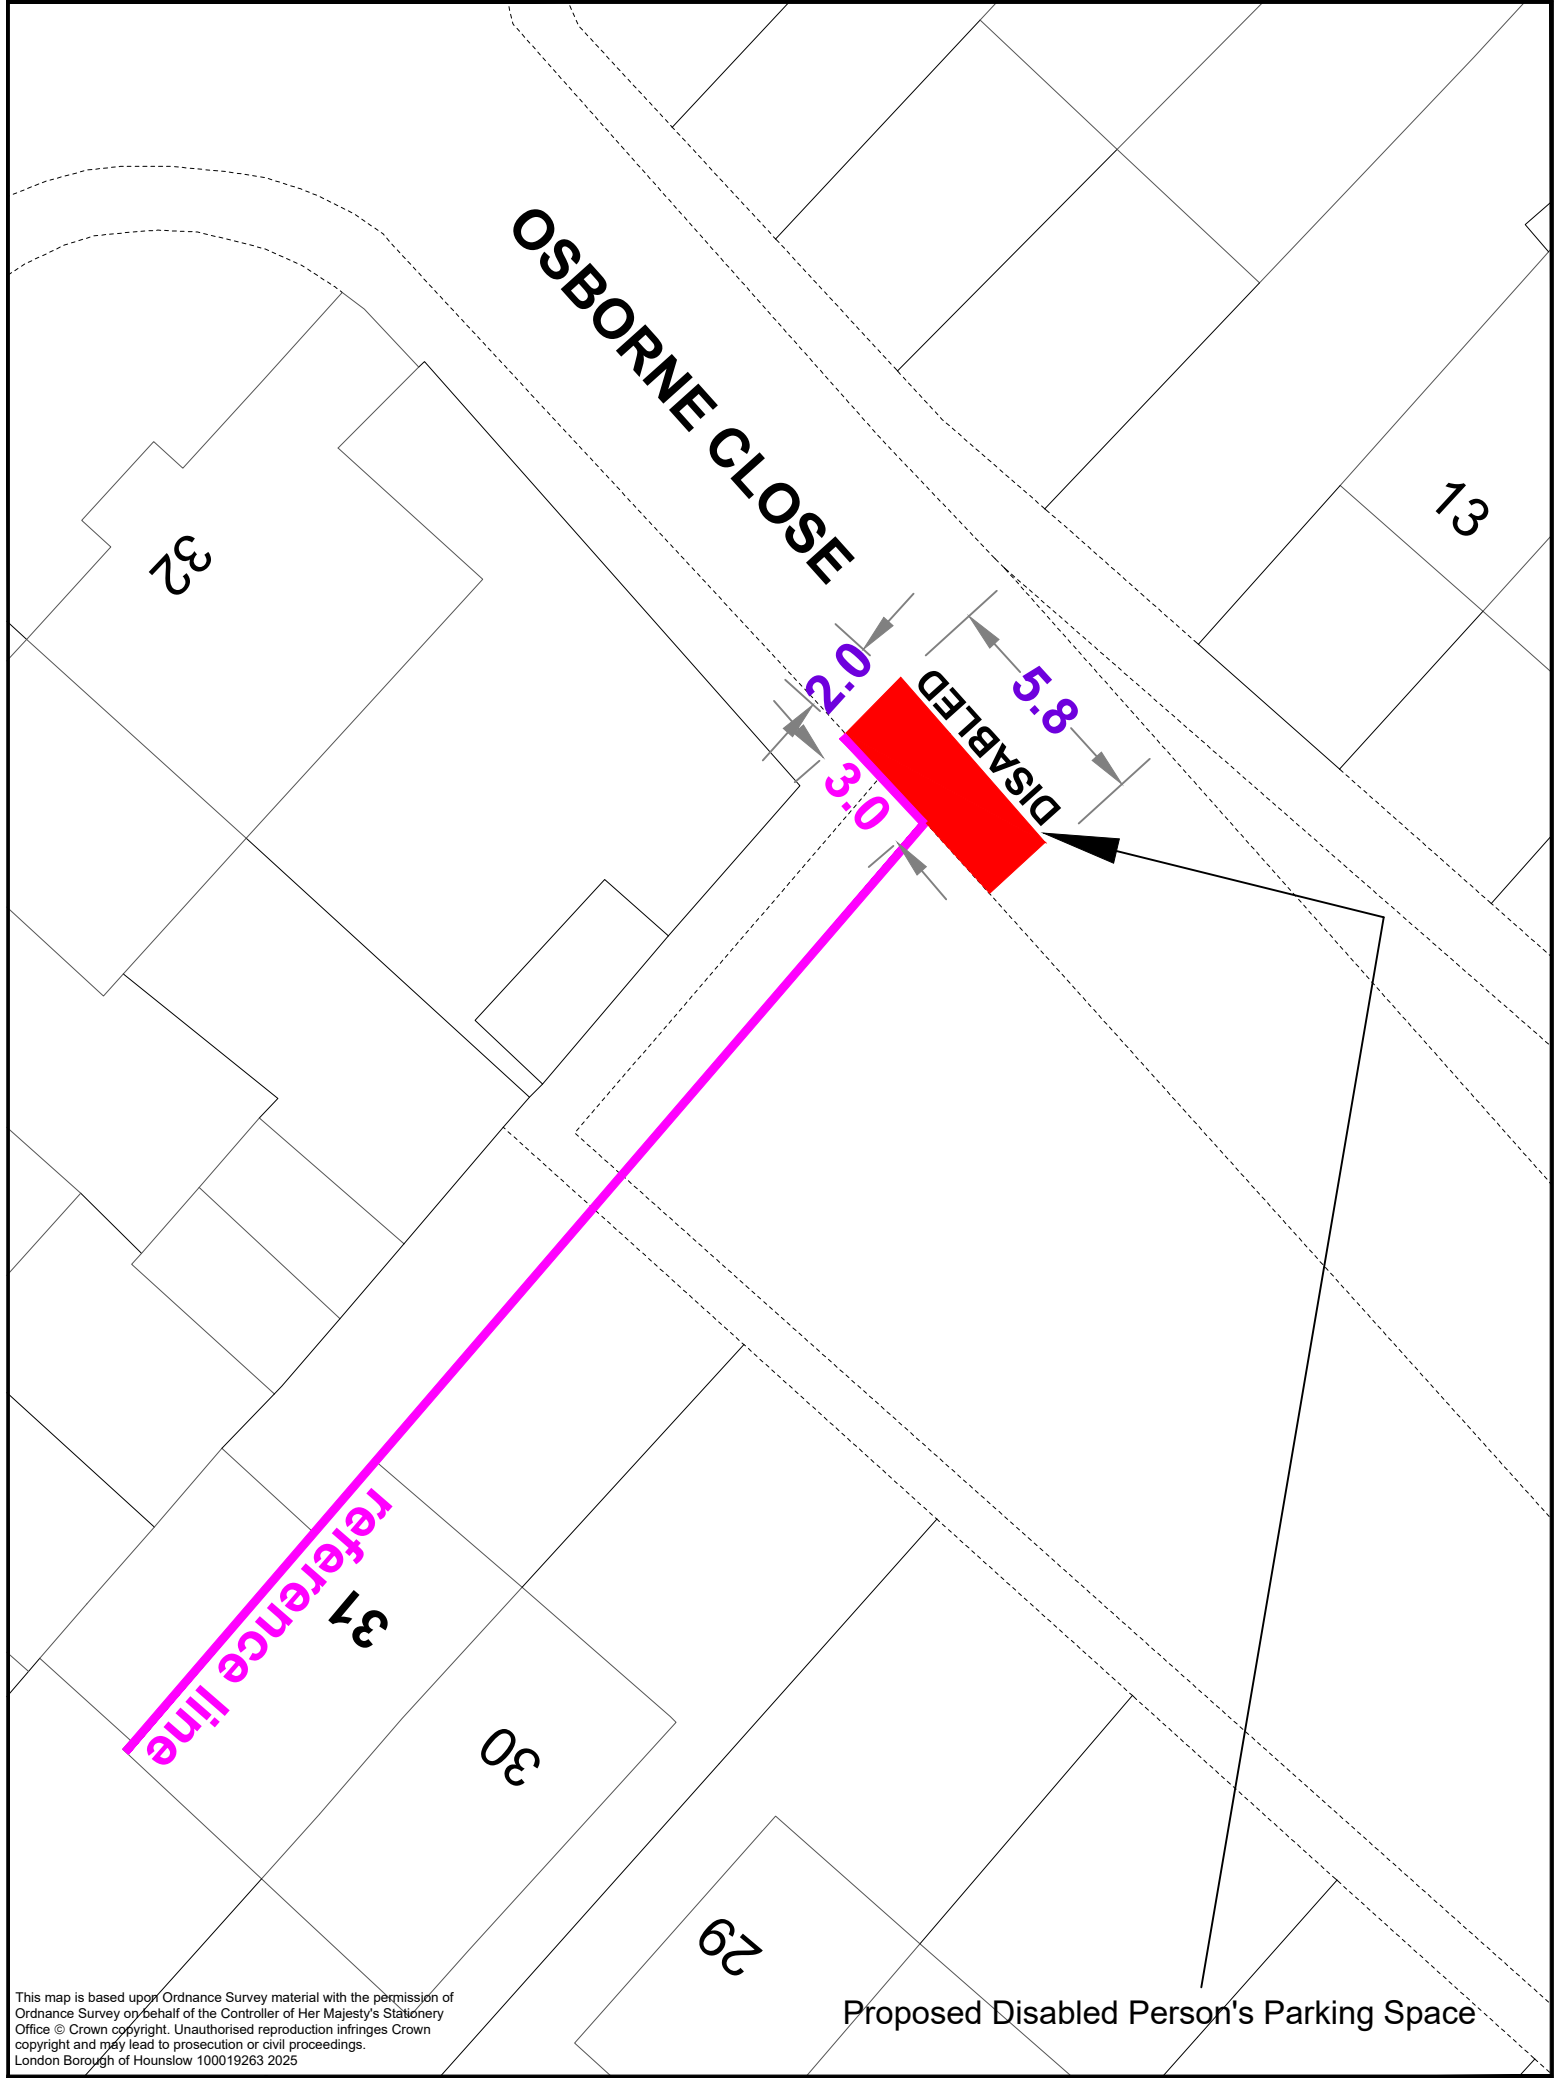 OSBORNE CLOSE
13
32
2.0
5.8
DISABLED
3.0
reference line
31
30
29
Proposed Disabled Person's Parking Space
This map is based upon Ordnance Survey material with the permission of
Ordnance Survey on behalf of the Controller of Her Majesty's Stationery
Office © Crown copyright. Unauthorised reproduction infringes Crown
copyright and may lead to prosecution or civil proceedings.
London Borough of Hounslow 100019263 2025